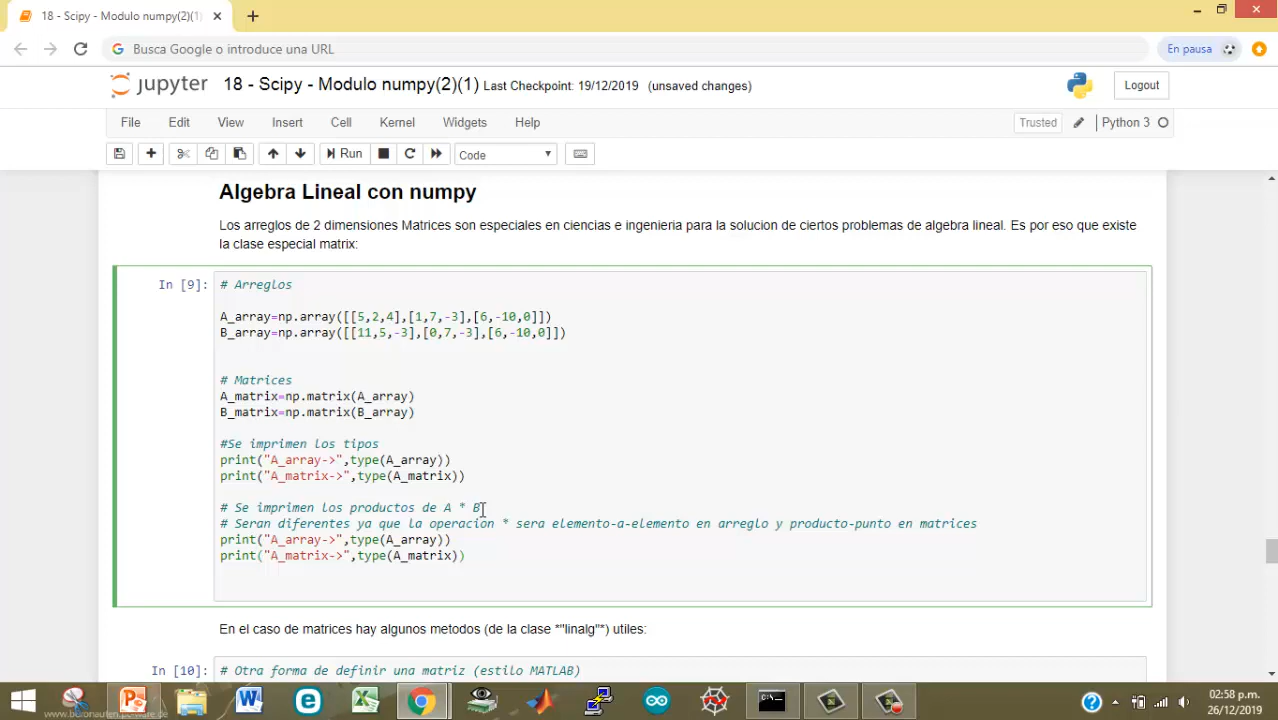 18 - Scipy - Modulo numpy(2)(1)
Busca Google o introduce una URL
En pausa
jupyter 18 - Scipy - Modulo numpy(2)(1) Last Checkpoint: 19/12/2019 (unsaved changes)
Logout
File Edit View Insert Cell Kernel Widgets Help
Trusted Python 3
Run Code
Algebra Lineal con numpy
Los arreglos de 2 dimensiones Matrices son especiales en ciencias e ingenieria para la solucion de ciertos problemas de algebra lineal. Es por eso que existe
la clase especial matrix:
In [9]: # Arreglos
A_array=np.array([[5,2,4],[1,7,-3],[6,-10,0]])
B_array=np.array([[11,5,-3],[0,7,-3],[6,-10,0]])
# Matrices
A_matrix=np.matrix(A_array)
B_matrix=np.matrix(B_array)
#Se imprimen los tipos
print("A_array->",type(A_array))
print("A_matrix->",type(A_matrix))
# Se imprimen los productos de A * B
# Seran diferentes ya que la operacion * sera elemento-a-elemento en arreglo y producto-punto en matrices
print("A_array->",type(A_array))
print("A_matrix->",type(A_matrix))
En el caso de matrices hay algunos metodos (de la clase *"linalg"*) utiles:
In [10]: # Otra forma de definir una matriz (estilo MATLAB)
02:58 p.m.
26/12/2019